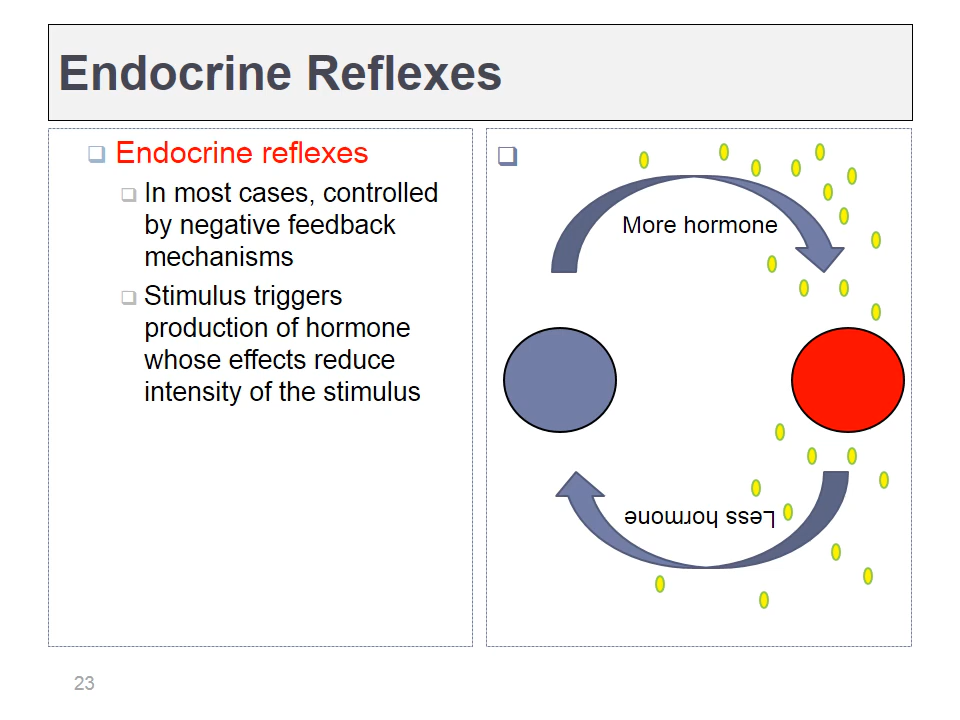 Endocrine Reflexes
Endocrine reflexes
In most cases, controlled
by negative feedback
mechanisms
Stimulus triggers
production of hormone
whose effects reduce
intensity of the stimulus
More hormone
Less hormone
23